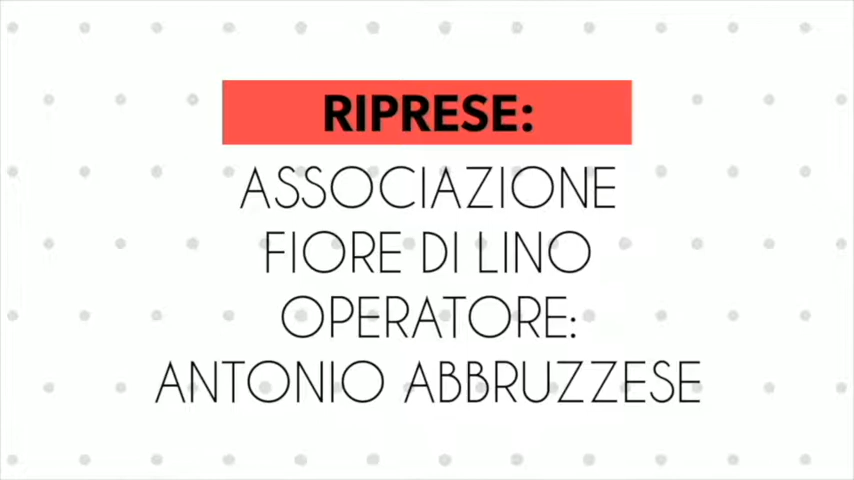 RIPRESE:
ASSOCIAZIONE
FIORE DI LINO
OPERATORE:
ANTONIO ABBRUZZESE